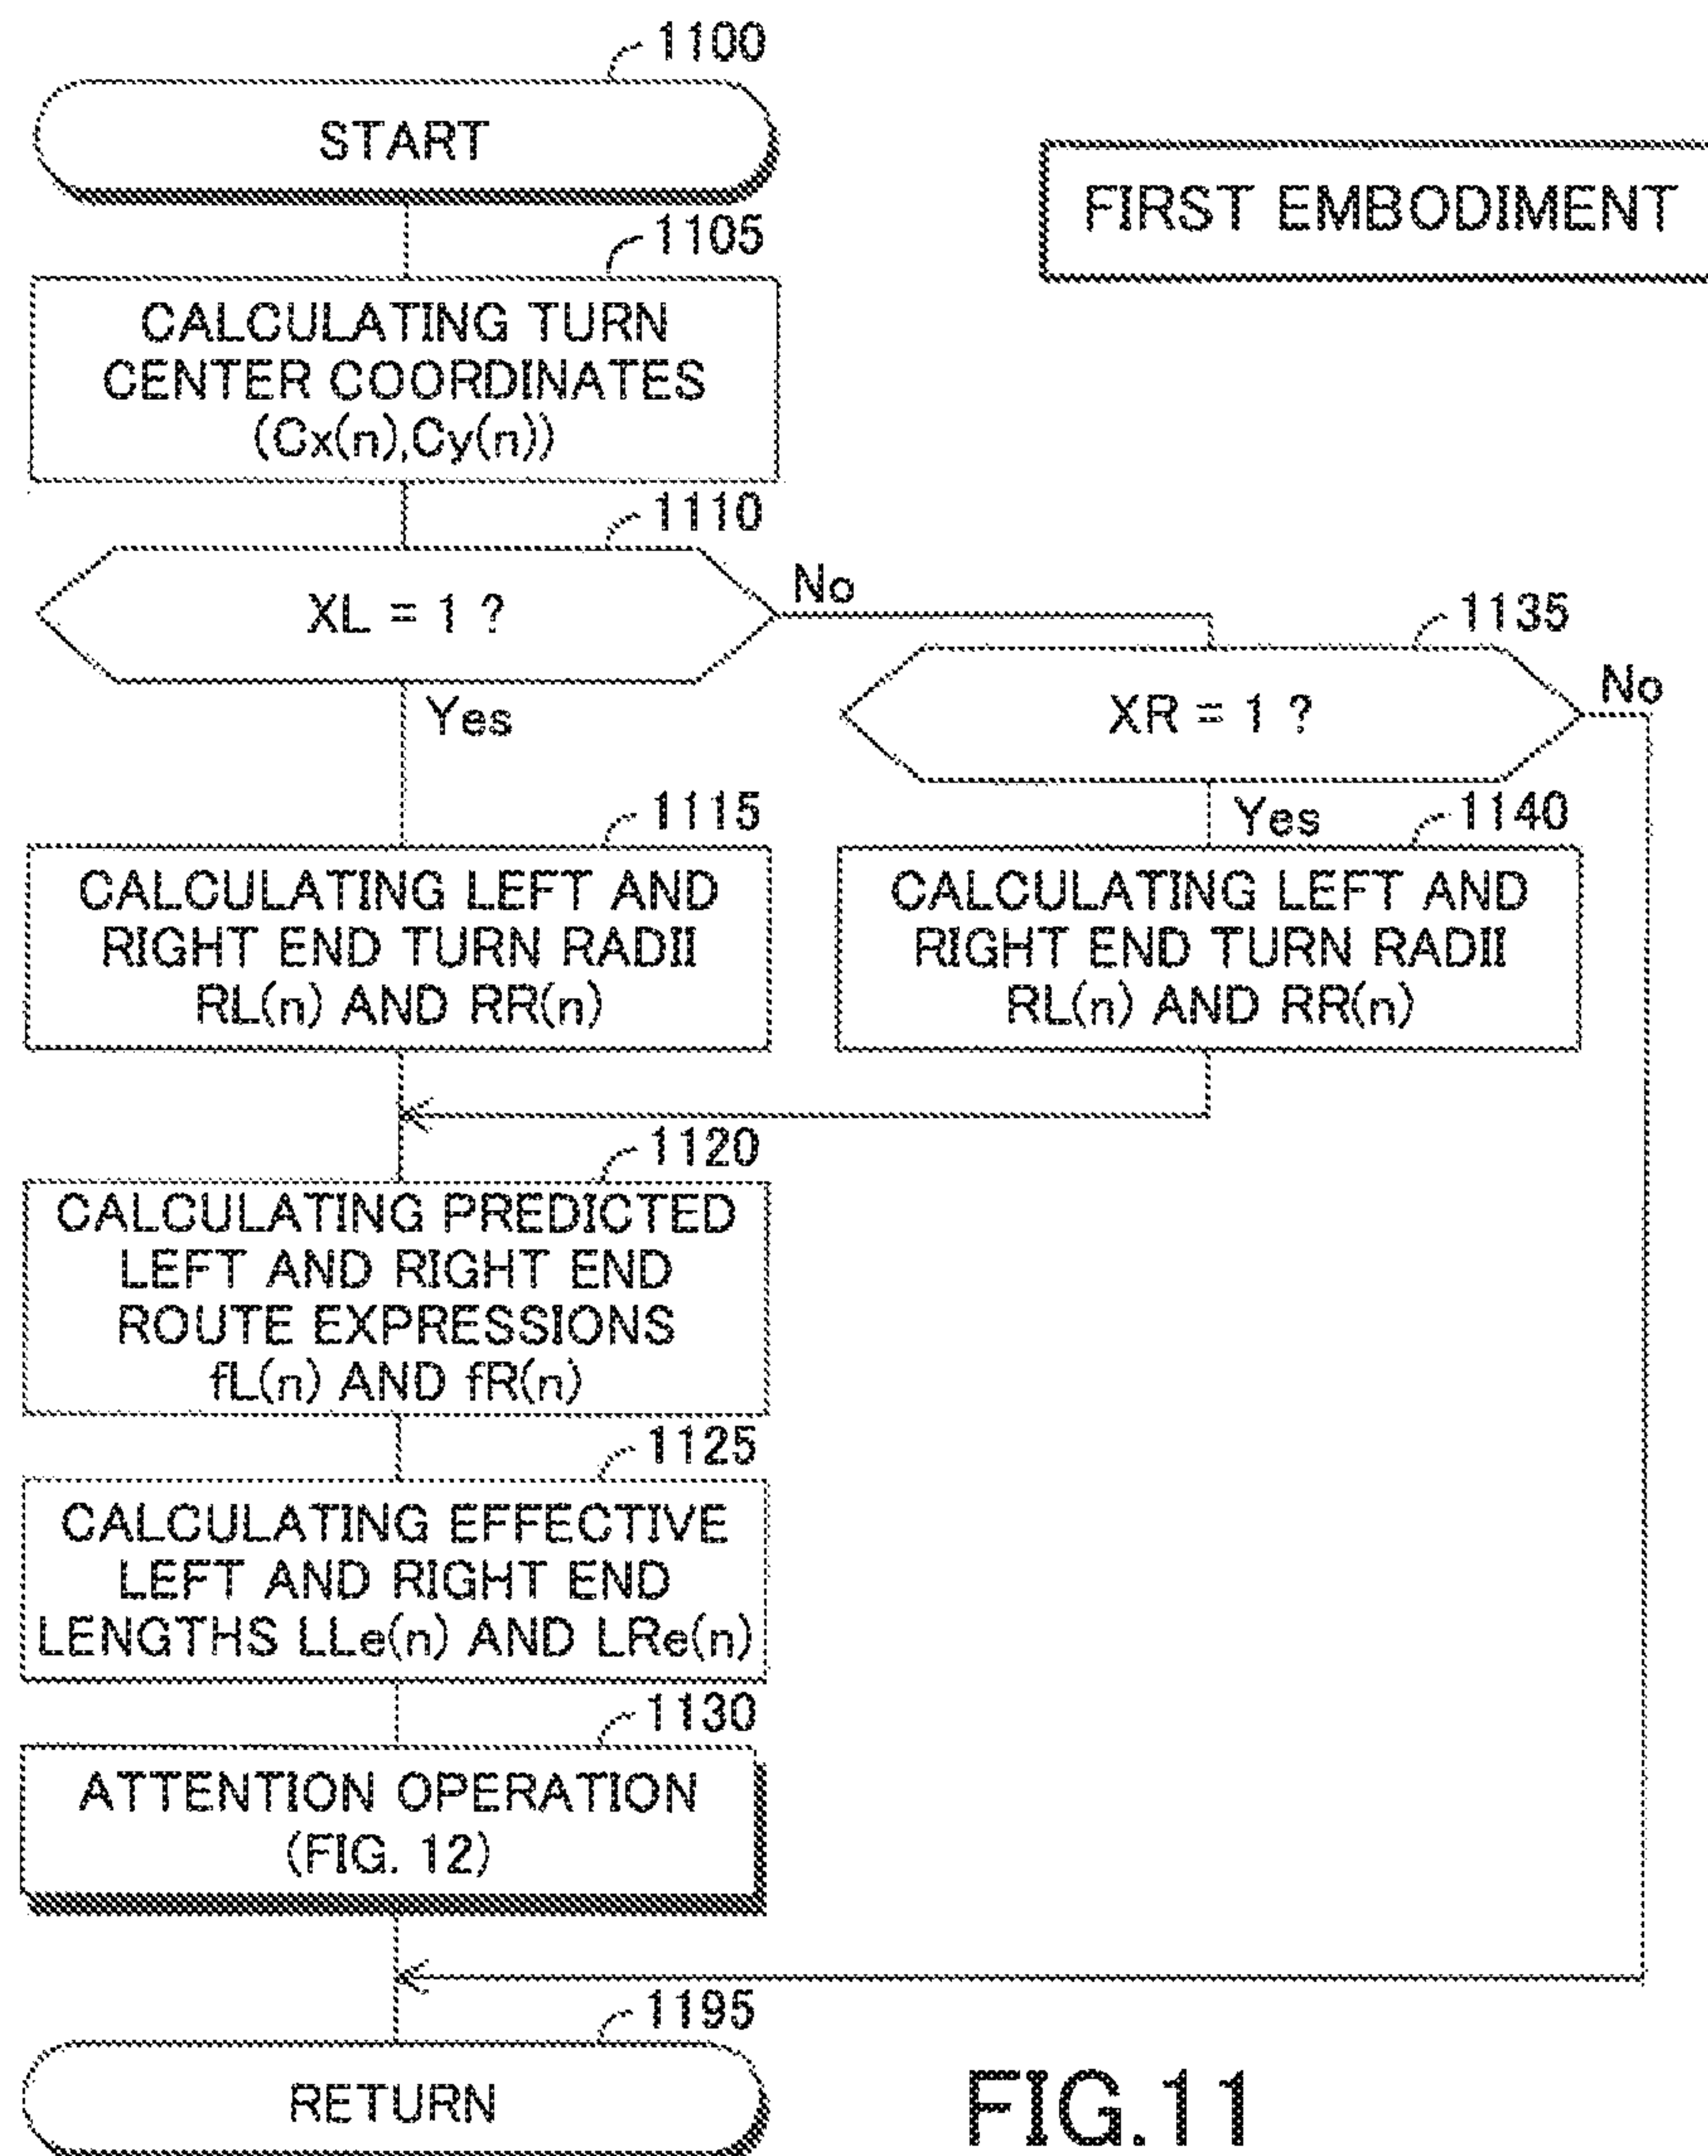 1100
START
FIRST EMBODIMENT
1105
CALCULATING TURN
CENTER COORDINATES
(Cx(n),Cy(n))
1110
XL = 1 ?
No
Yes
1135
XR = 1 ?
No
Yes
1115
CALCULATING LEFT AND
RIGHT END TURN RADII
RL(n) AND RR(n)
1140
CALCULATING LEFT AND
RIGHT END TURN RADII
RL(n) AND RR(n)
1120
CALCULATING PREDICTED
LEFT AND RIGHT END
ROUTE EXPRESSIONS
fL(n) AND fR(n)
1125
CALCULATING EFFECTIVE
LEFT AND RIGHT END
LENGTHS LLe(n) AND LRe(n)
1130
ATTENTION OPERATION
(FIG. 12)
1195
RETURN
FIG.11